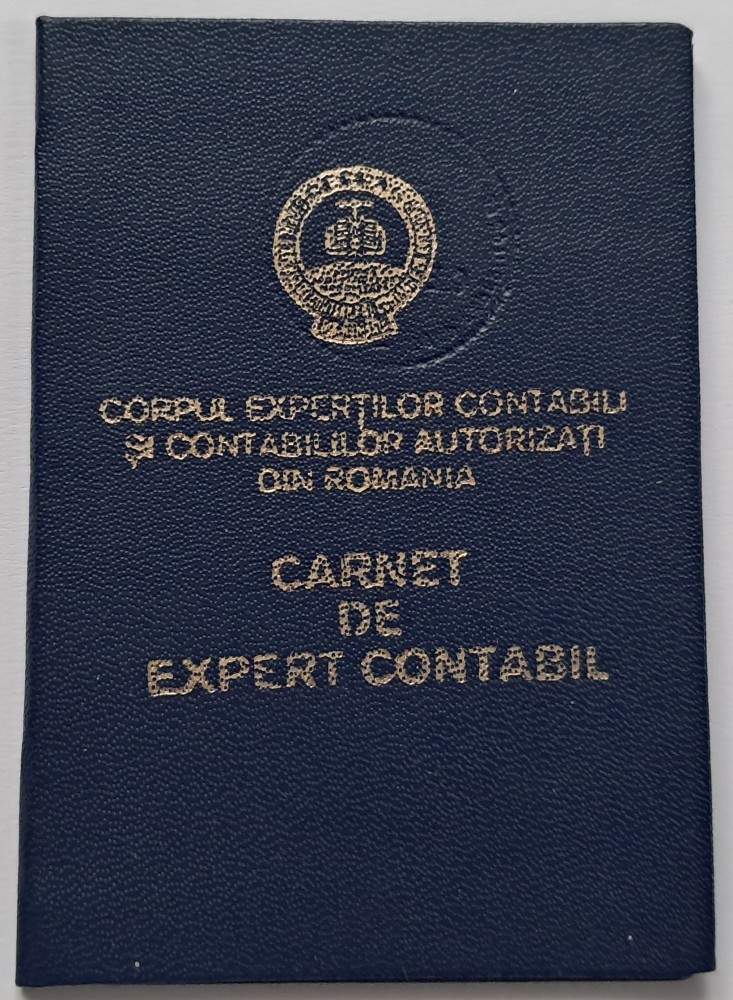 CORPUL EXPERȚILOR CONTABILI
ȘI CONTABILILOR AUTORIZAȚI
DIN ROMANIA
CARNET
DE
EXPERT CONTABIL